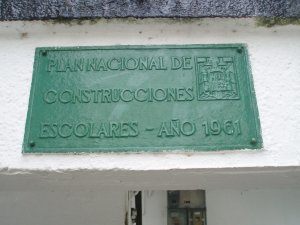 PLAN NACIONAL DE
CONSTRUCCIONES
ESCOLARES - AÑO 1961